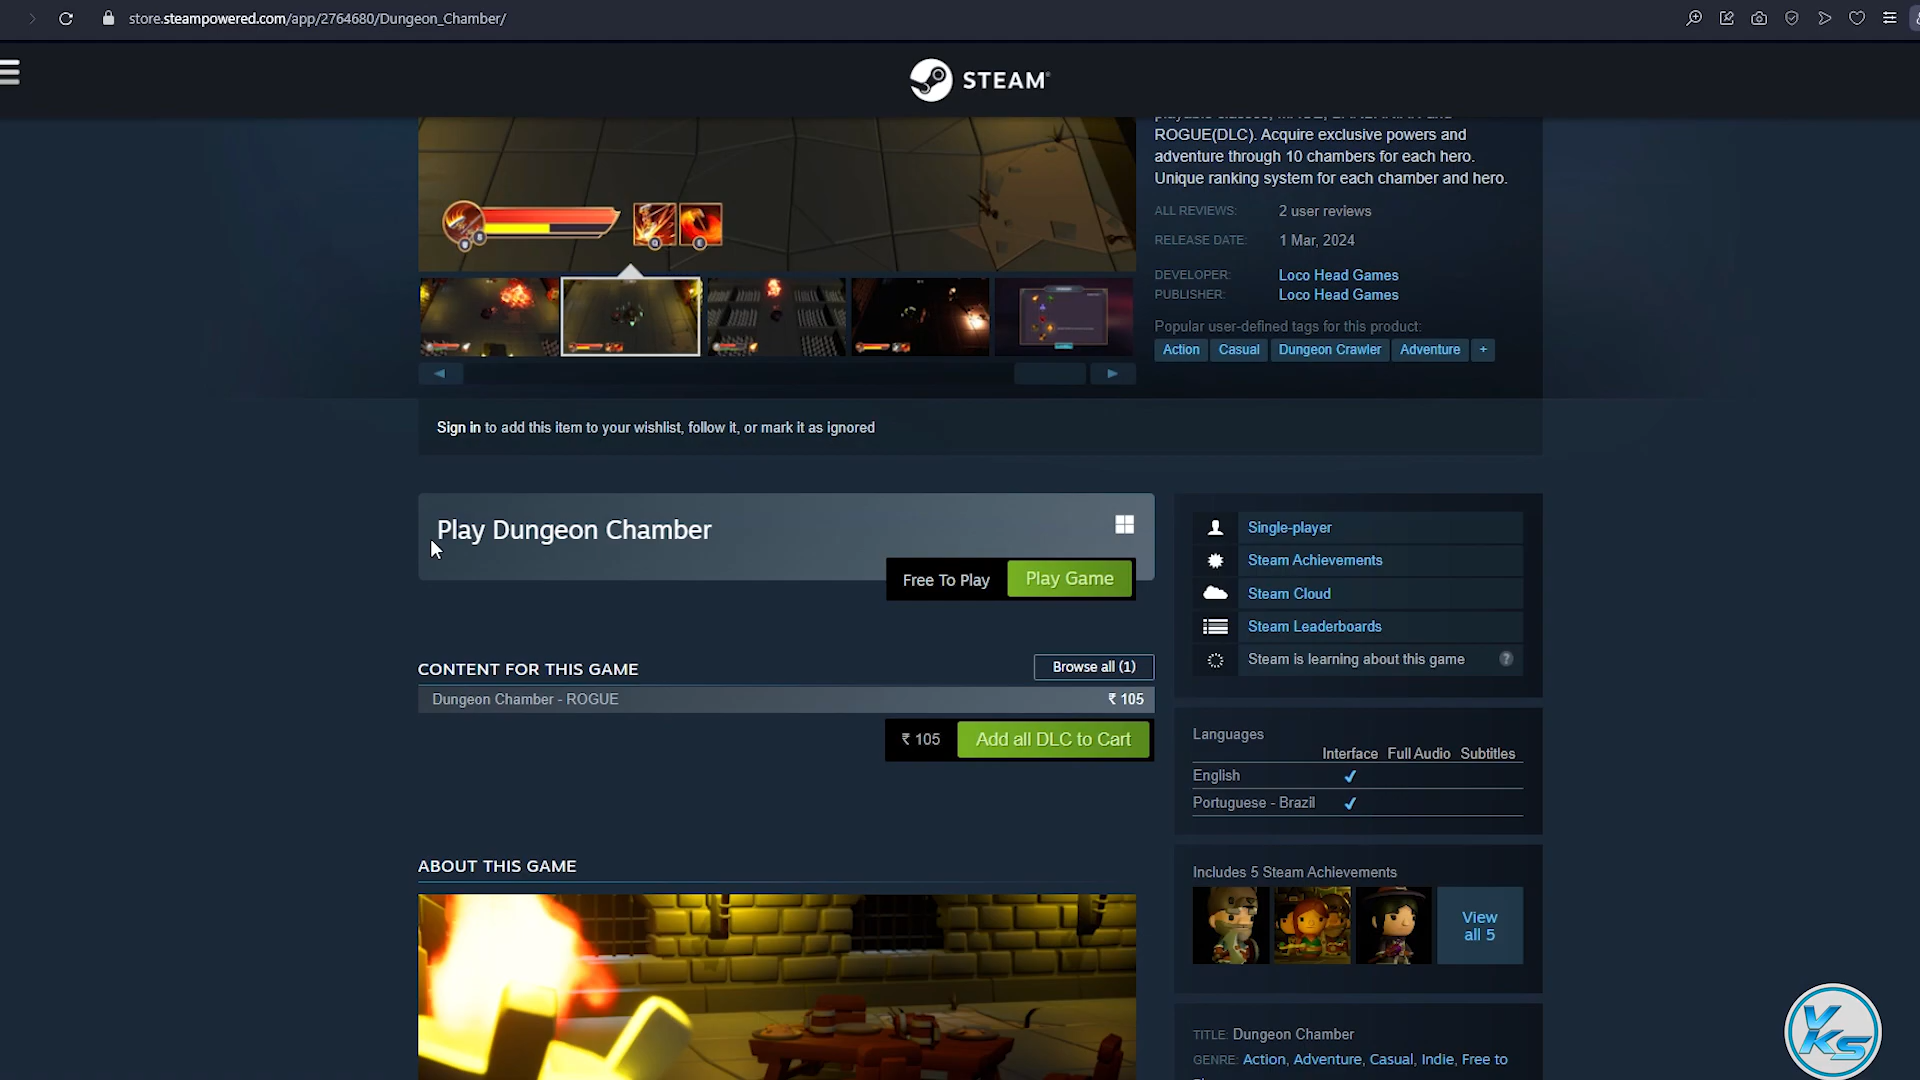 store.steampowered.com/app/2764680/Dungeon_Chamber/
STEAM
ROGUE(DLC). Acquire exclusive powers and
adventure through 10 chambers for each hero.
Unique ranking system for each chamber and hero.
ALL REVIEWS: 2 user reviews
RELEASE DATE: 1 Mar, 2024
DEVELOPER: Loco Head Games
PUBLISHER: Loco Head Games
Popular user-defined tags for this product:
Action Casual Dungeon Crawler Adventure +
Sign in to add this item to your wishlist, follow it, or mark it as ignored
Play Dungeon Chamber
Free To Play Play Game
Single-player
Steam Achievements
Steam Cloud
Steam Leaderboards
Steam is learning about this game ?
CONTENT FOR THIS GAME
Browse all (1)
Dungeon Chamber - ROGUE ₹ 105
₹ 105 Add all DLC to Cart
Languages
Interface Full Audio Subtitles
English ✔
Portuguese - Brazil ✔
ABOUT THIS GAME
Includes 5 Steam Achievements
View
all 5
TITLE: Dungeon Chamber
GENRE: Action, Adventure, Casual, Indie, Free to
VKS